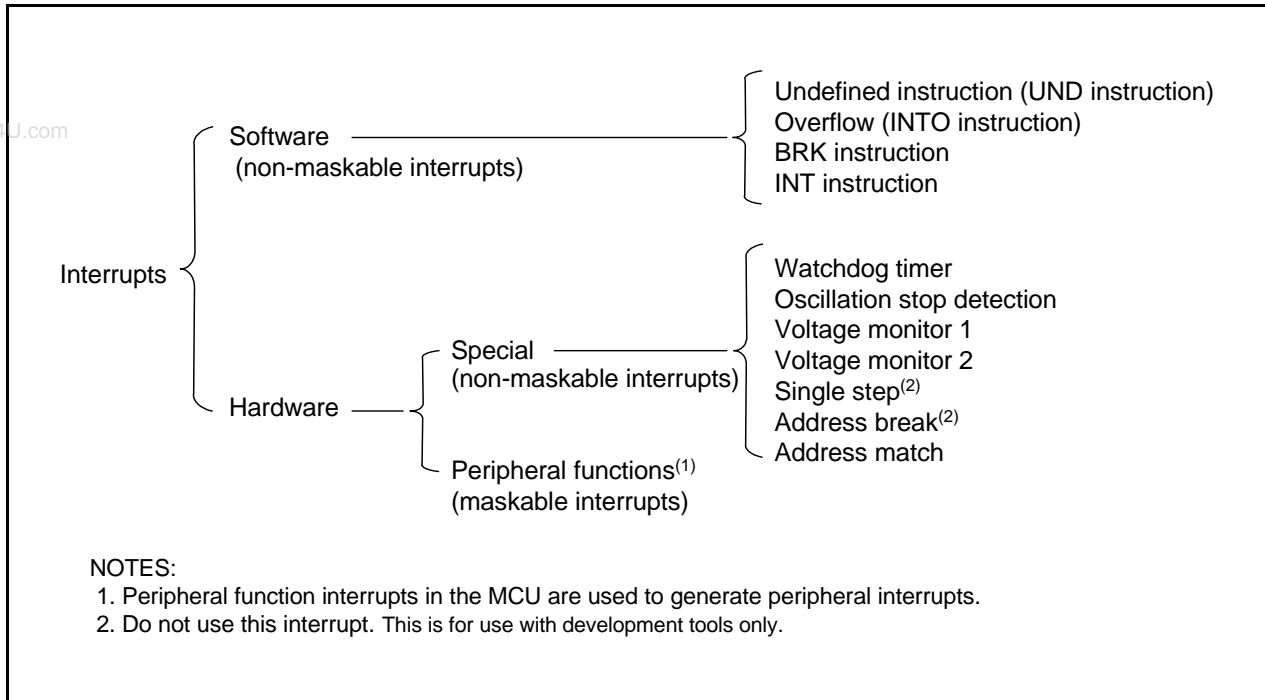 4U.com
Interrupts
Software
(non-maskable interrupts)
Undefined instruction (UND instruction)
Overflow (INTO instruction)
BRK instruction
INT instruction
Hardware
Special
(non-maskable interrupts)
Watchdog timer
Oscillation stop detection
Voltage monitor 1
Voltage monitor 2
Single step(2)
Address break(2)
Address match
Peripheral functions(1)
(maskable interrupts)
NOTES:
1. Peripheral function interrupts in the MCU are used to generate peripheral interrupts.
2. Do not use this interrupt. This is for use with development tools only.